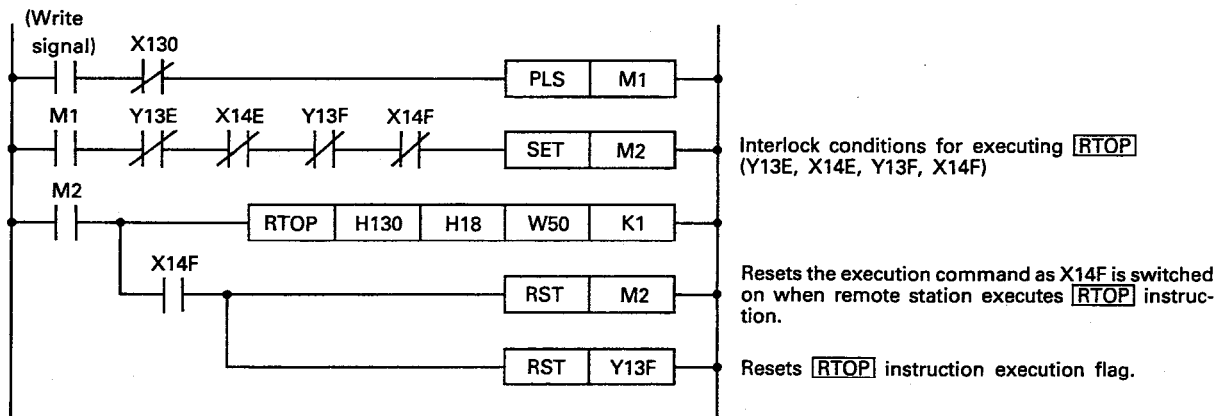 (Write
signal) X130
PLS M1
M1 Y13E X14E Y13F X14F
SET M2
Interlock conditions for executing RTOP
(Y13E, X14E, Y13F, X14F)
M2
RTOP H130 H18 W50 K1
X14F
RST M2
Resets the execution command as X14F is switched
on when remote station executes RTOP instruc-
tion.
RST Y13F
Resets RTOP instruction execution flag.